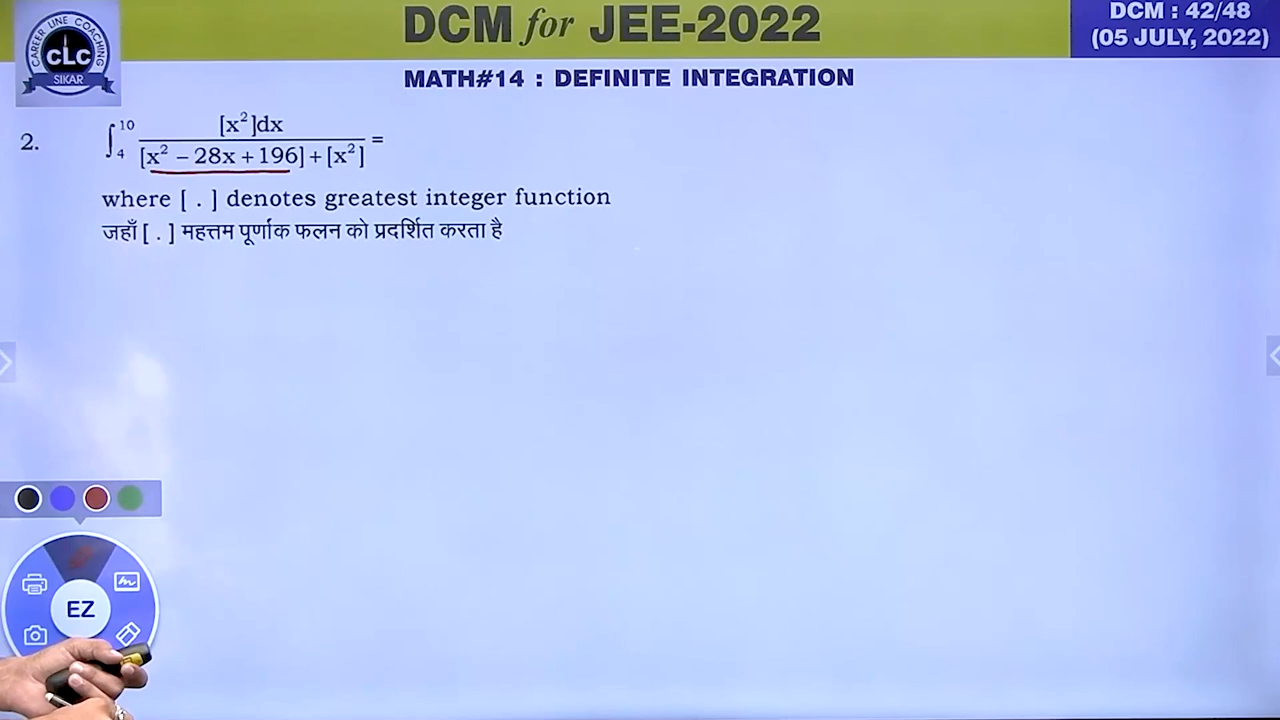 CAREER LINE COACHING
CLC
SIKAR
DCM for JEE-2022
DCM : 42/48
(05 JULY, 2022)
MATH#14 : DEFINITE INTEGRATION
2. ∫₄¹⁰ [x²]dx / [x² − 28x + 196] + [x²] =
where [ . ] denotes greatest integer function
जहाँ [ . ] महत्तम पूर्णांक फलन को प्रदर्शित करता है
EZ